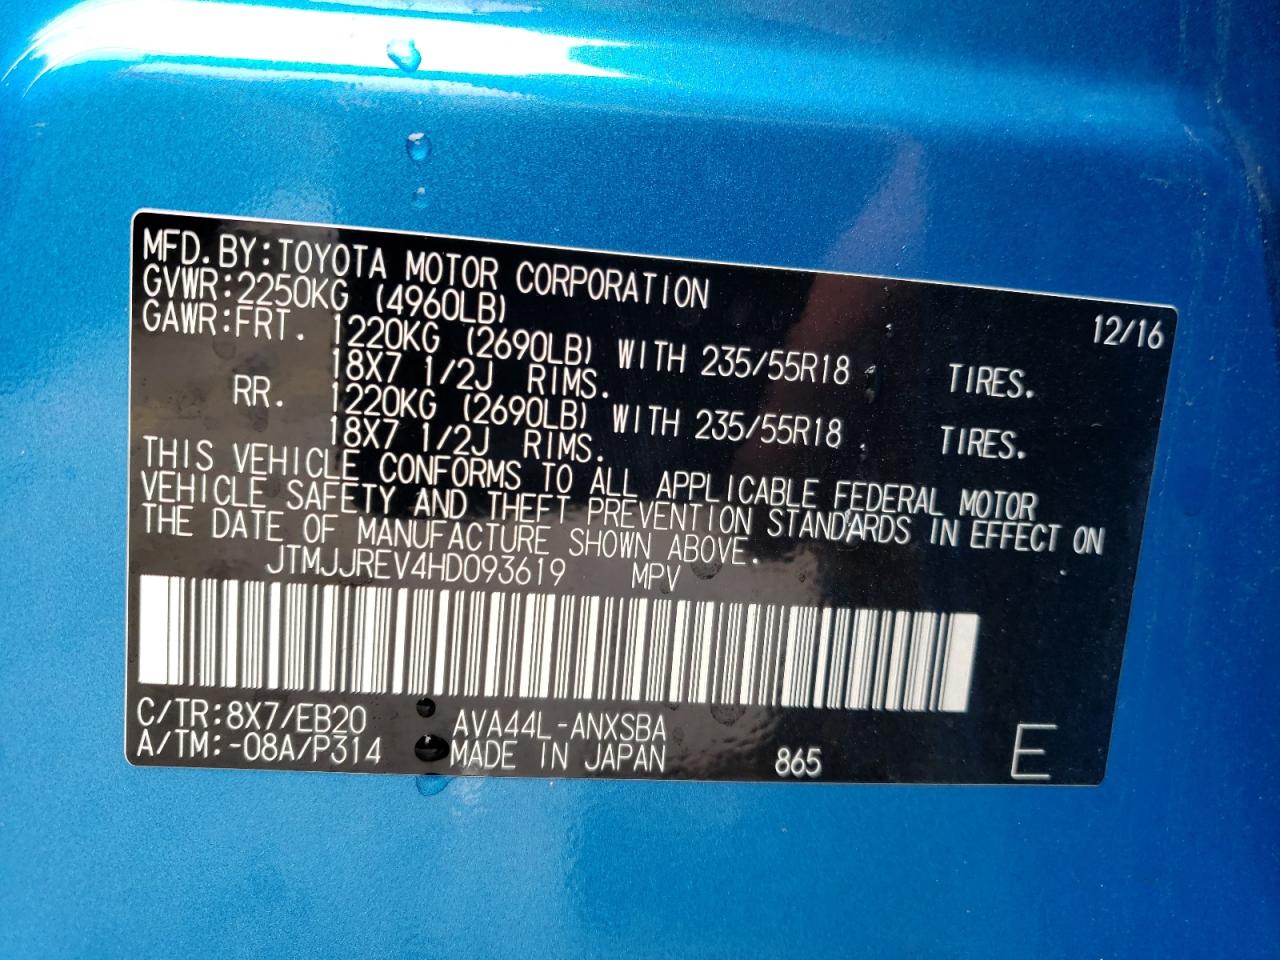 MFD.BY:TOYOTA MOTOR CORPORATION 12/16
GVWR:2250KG (4960LB)
GAWR:FRT. 1220KG (2690LB) WITH 235/55R18 TIRES.
18X7 1/2J RIMS.
RR. 1220KG (2690LB) WITH 235/55R18 TIRES.
18X7 1/2J RIMS.
THIS VEHICLE CONFORMS TO ALL APPLICABLE FEDERAL MOTOR
VEHICLE SAFETY AND THEFT PREVENTION STANDARDS IN EFFECT ON
THE DATE OF MANUFACTURE SHOWN ABOVE.
JTMJJREV4HD093619 MPV
C/TR:8X7/EB20 AVA44L-ANXSBA
A/TM:-08A/P314 MADE IN JAPAN 865 E